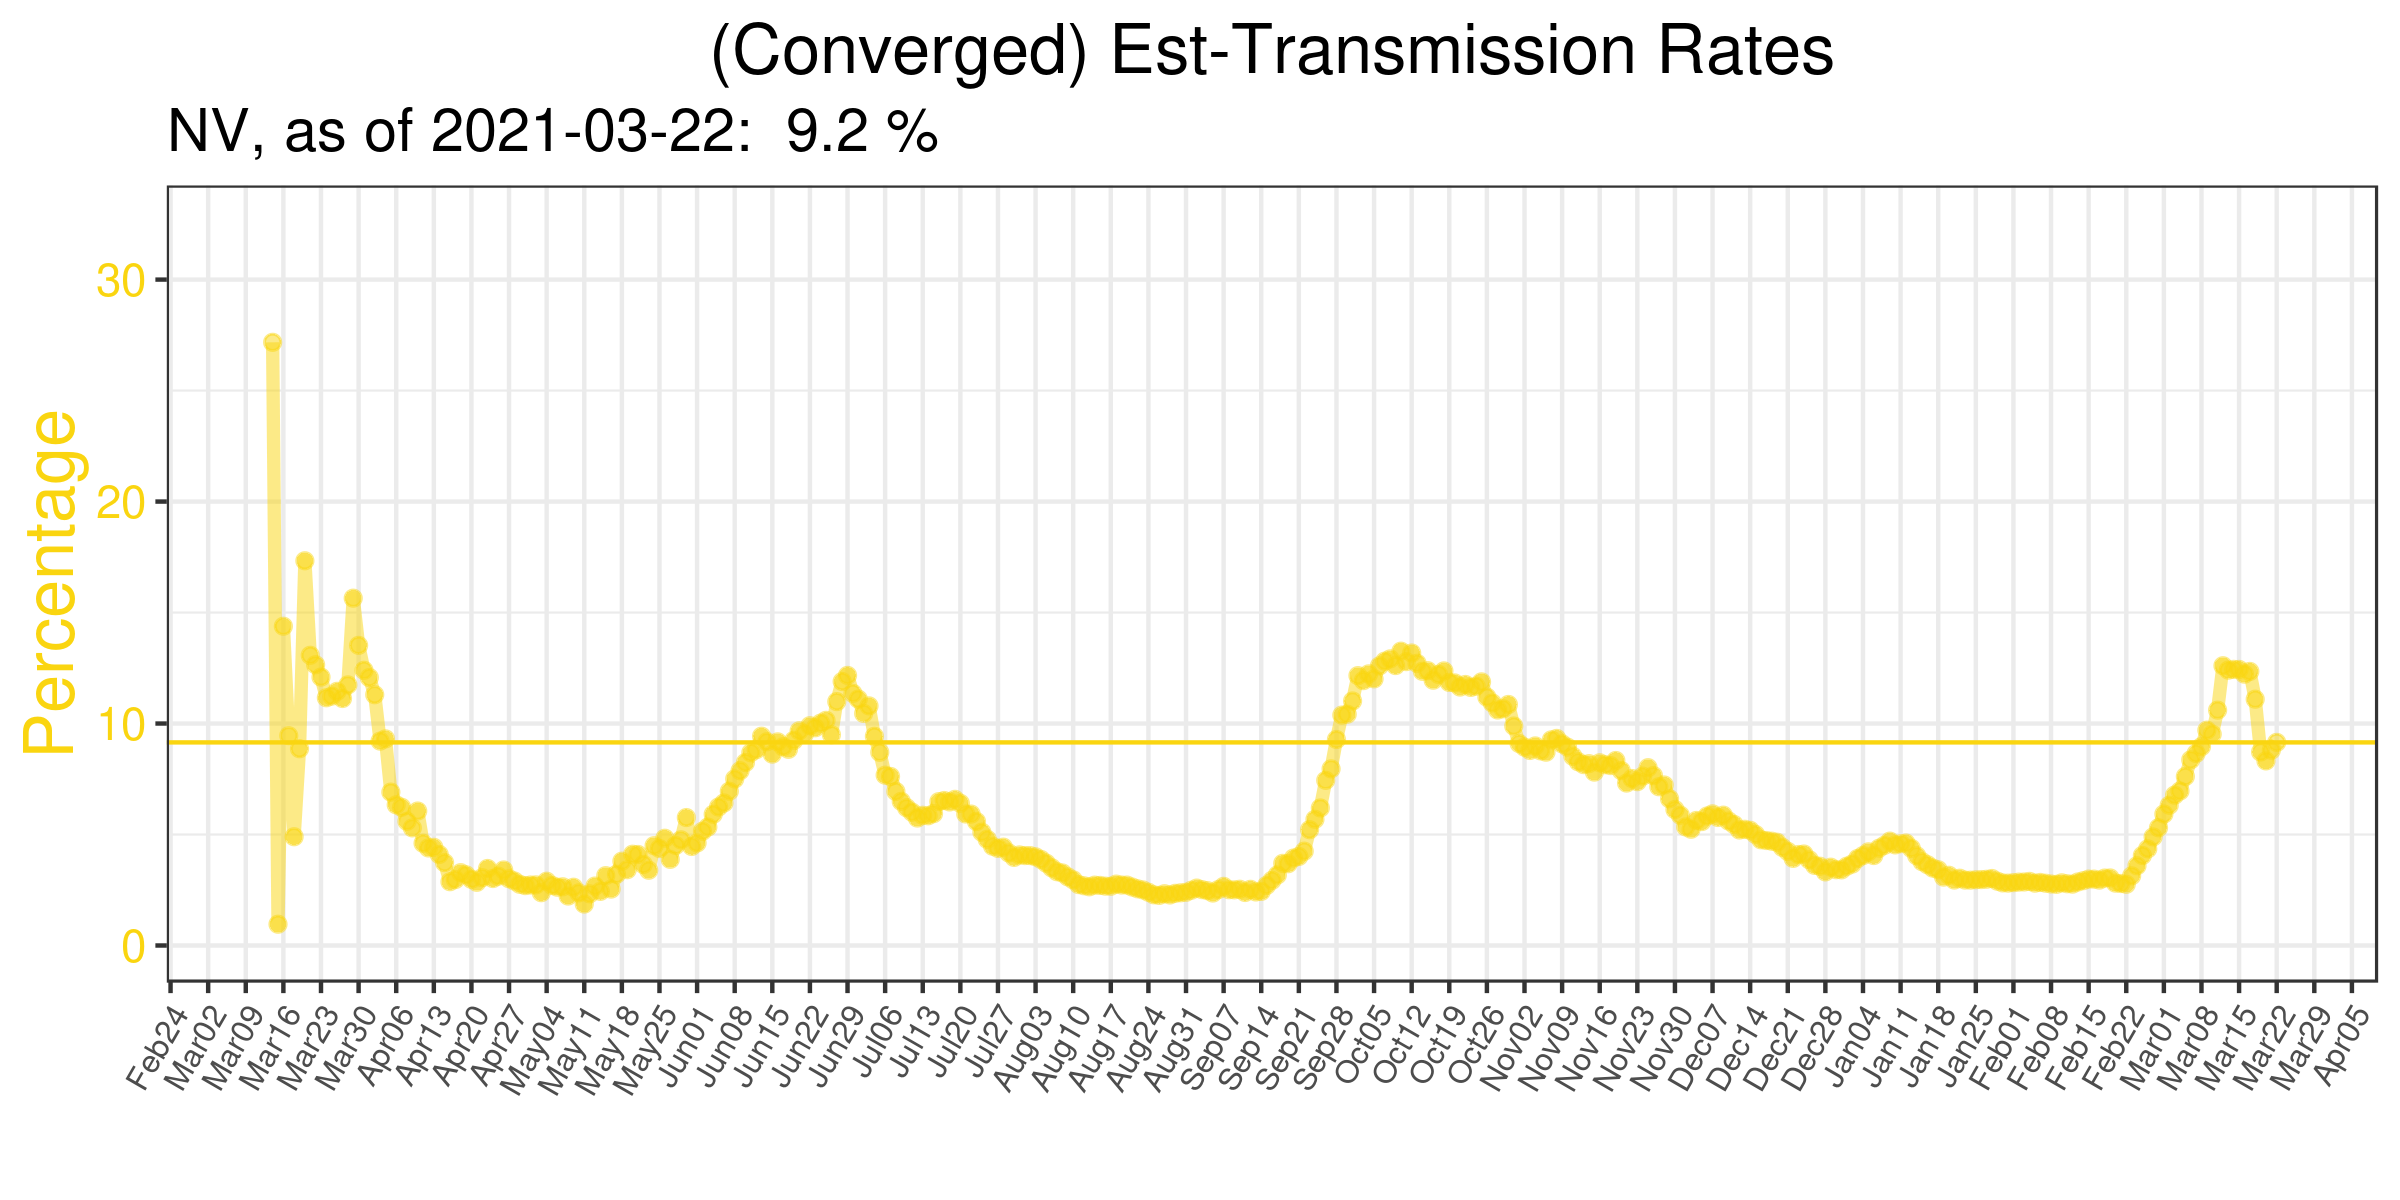 (Converged) Est-Transmission Rates
NV, as of 2021-03-22:  9.2 %
Percentage
30
20
10
0
Feb24
Mar02
Mar09
Mar16
Mar23
Mar30
Apr06
Apr13
Apr20
Apr27
May04
May11
May18
May25
Jun01
Jun08
Jun15
Jun22
Jun29
Jul06
Jul13
Jul20
Jul27
Aug03
Aug10
Aug17
Aug24
Aug31
Sep07
Sep14
Sep21
Sep28
Oct05
Oct12
Oct19
Oct26
Nov02
Nov09
Nov16
Nov23
Nov30
Dec07
Dec14
Dec21
Dec28
Jan04
Jan11
Jan18
Jan25
Feb01
Feb08
Feb15
Feb22
Mar01
Mar08
Mar15
Mar22
Mar29
Apr05